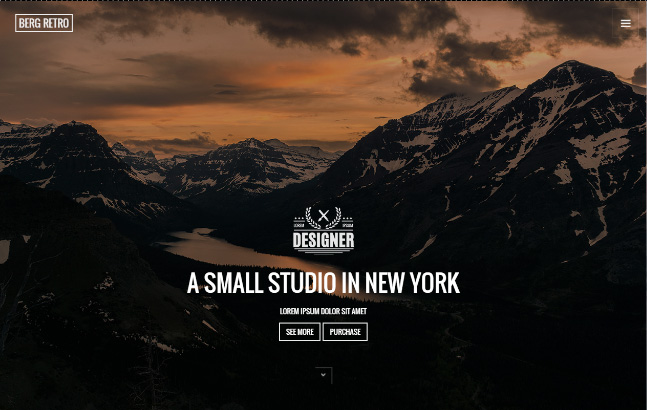 BERG RETRO
LOREM IPSUM
DESIGNER
A SMALL STUDIO IN NEW YORK
LOREM IPSUM DOLOR SIT AMET
SEE MORE PURCHASE